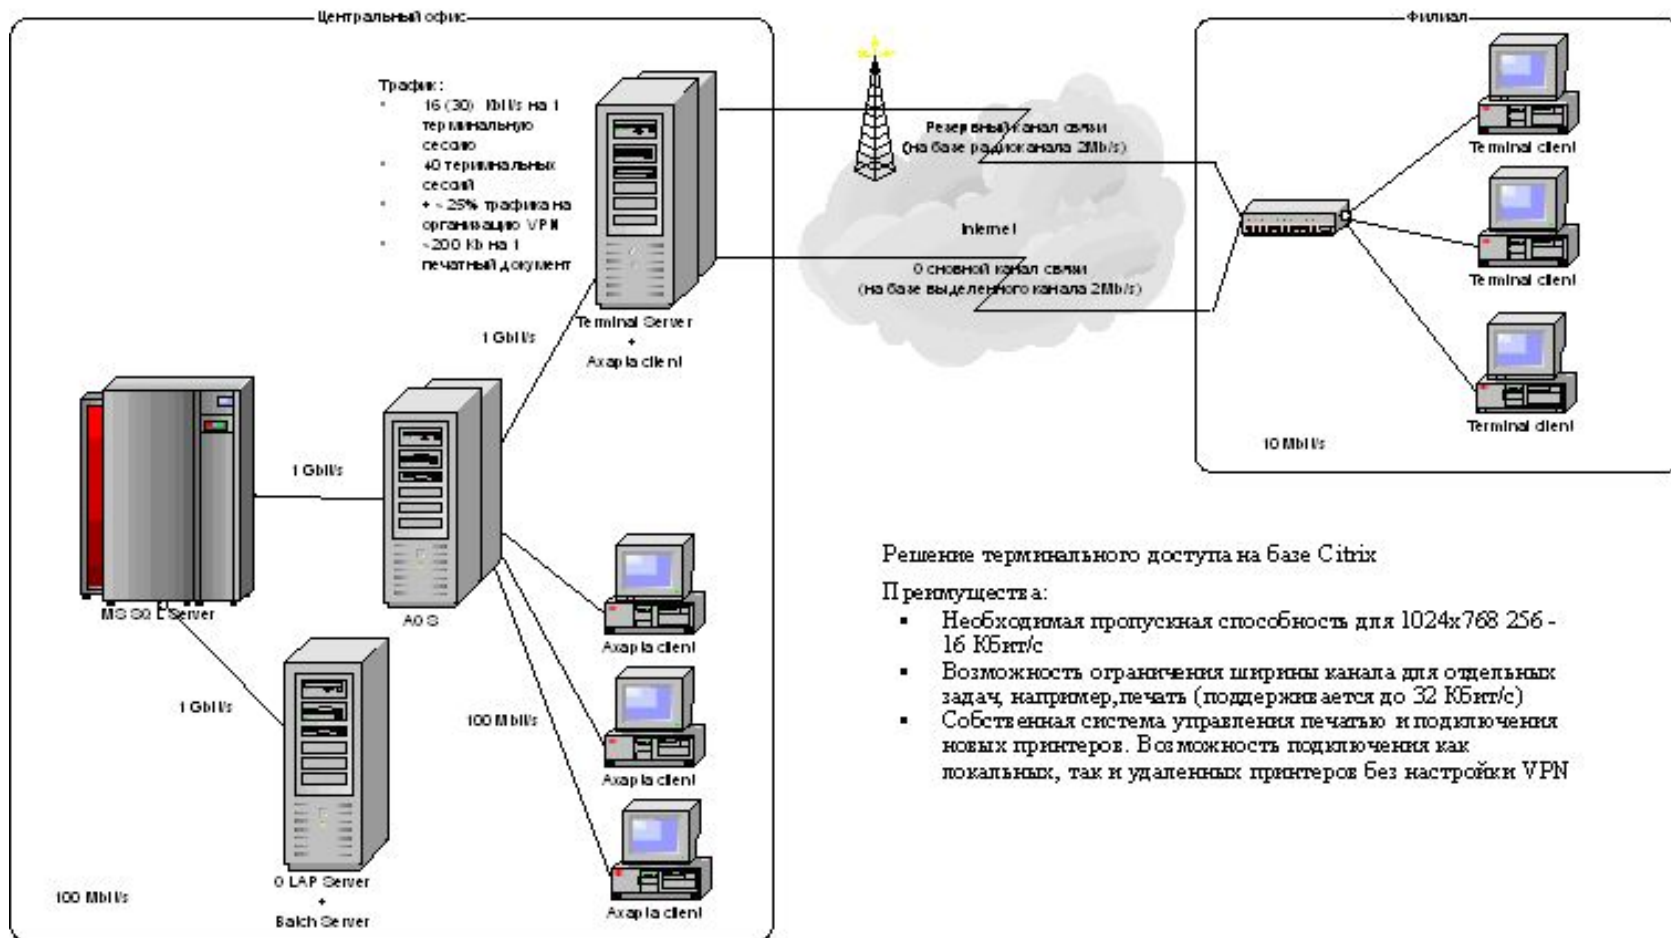 Центральный офис
Филиал
Трафик:
16 (30) Kbit/s на 1
терминальную
сессию
40 терминальных
сессий
+ ~ 25% трафика на
организацию VPN
~200 Kb на 1
печатный документ
Резервный канал связи
(на базе радиоканала 2Mb/s)
Internet
Основной канал связи
(на базе выделенного канала 2Mb/s)
Terminal client
Terminal client
Terminal client
10 Mbit/s
Terminal Server
+
Axapta client
1 Gbit/s
1 Gbit/s
MS SQL Server
AOS
1 Gbit/s
100 Mbit/s
Axapta client
Axapta client
Axapta client
OLAP Server
+
Batch Server
100 Mbit/s
Решение терминального доступа на базе Citrix
Преимущества:
▪ Необходимая пропускная способность для 1024x768 256 -
16 КБит/с
▪ Возможность ограничения ширины канала для отдельных
задач, например,печать (поддерживается до 32 КБит/с)
▪ Собственная система управления печатью и подключения
новых принтеров. Возможность подключения как
локальных, так и удаленных принтеров без настройки VPN